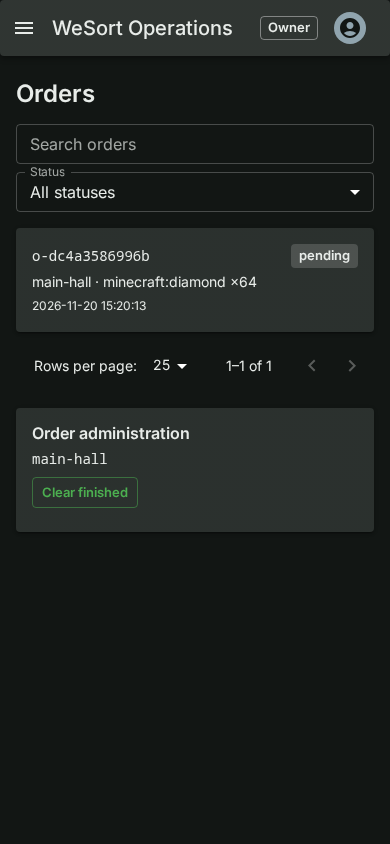 WeSort Operations
Owner
Orders
Search orders
Status
All statuses
o-dc4a3586996b
pending
main-hall · minecraft:diamond ×64
2026-11-20 15:20:13
Rows per page: 25 1–1 of 1
Order administration
main-hall
Clear finished